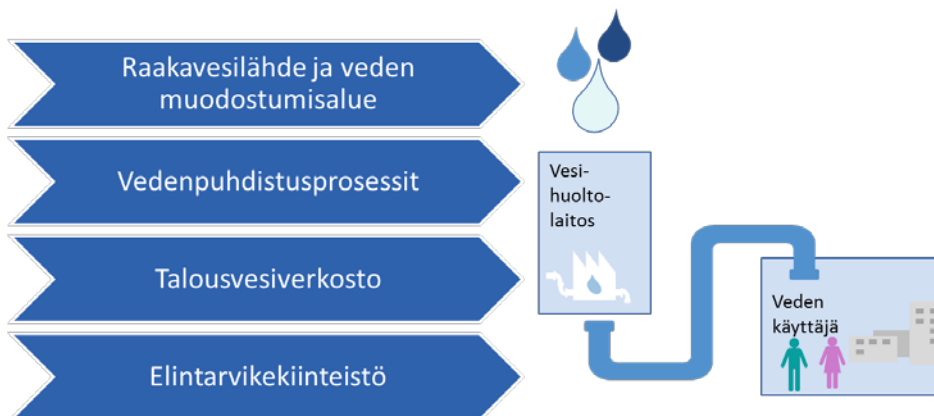 Raakavesilähde ja veden
muodostumisalue
Vedenpuhdistusprosessit
Talousvesiverkosto
Elintarvikekiinteistö
Vesi-
huolto-
laitos
Veden
käyttäjä